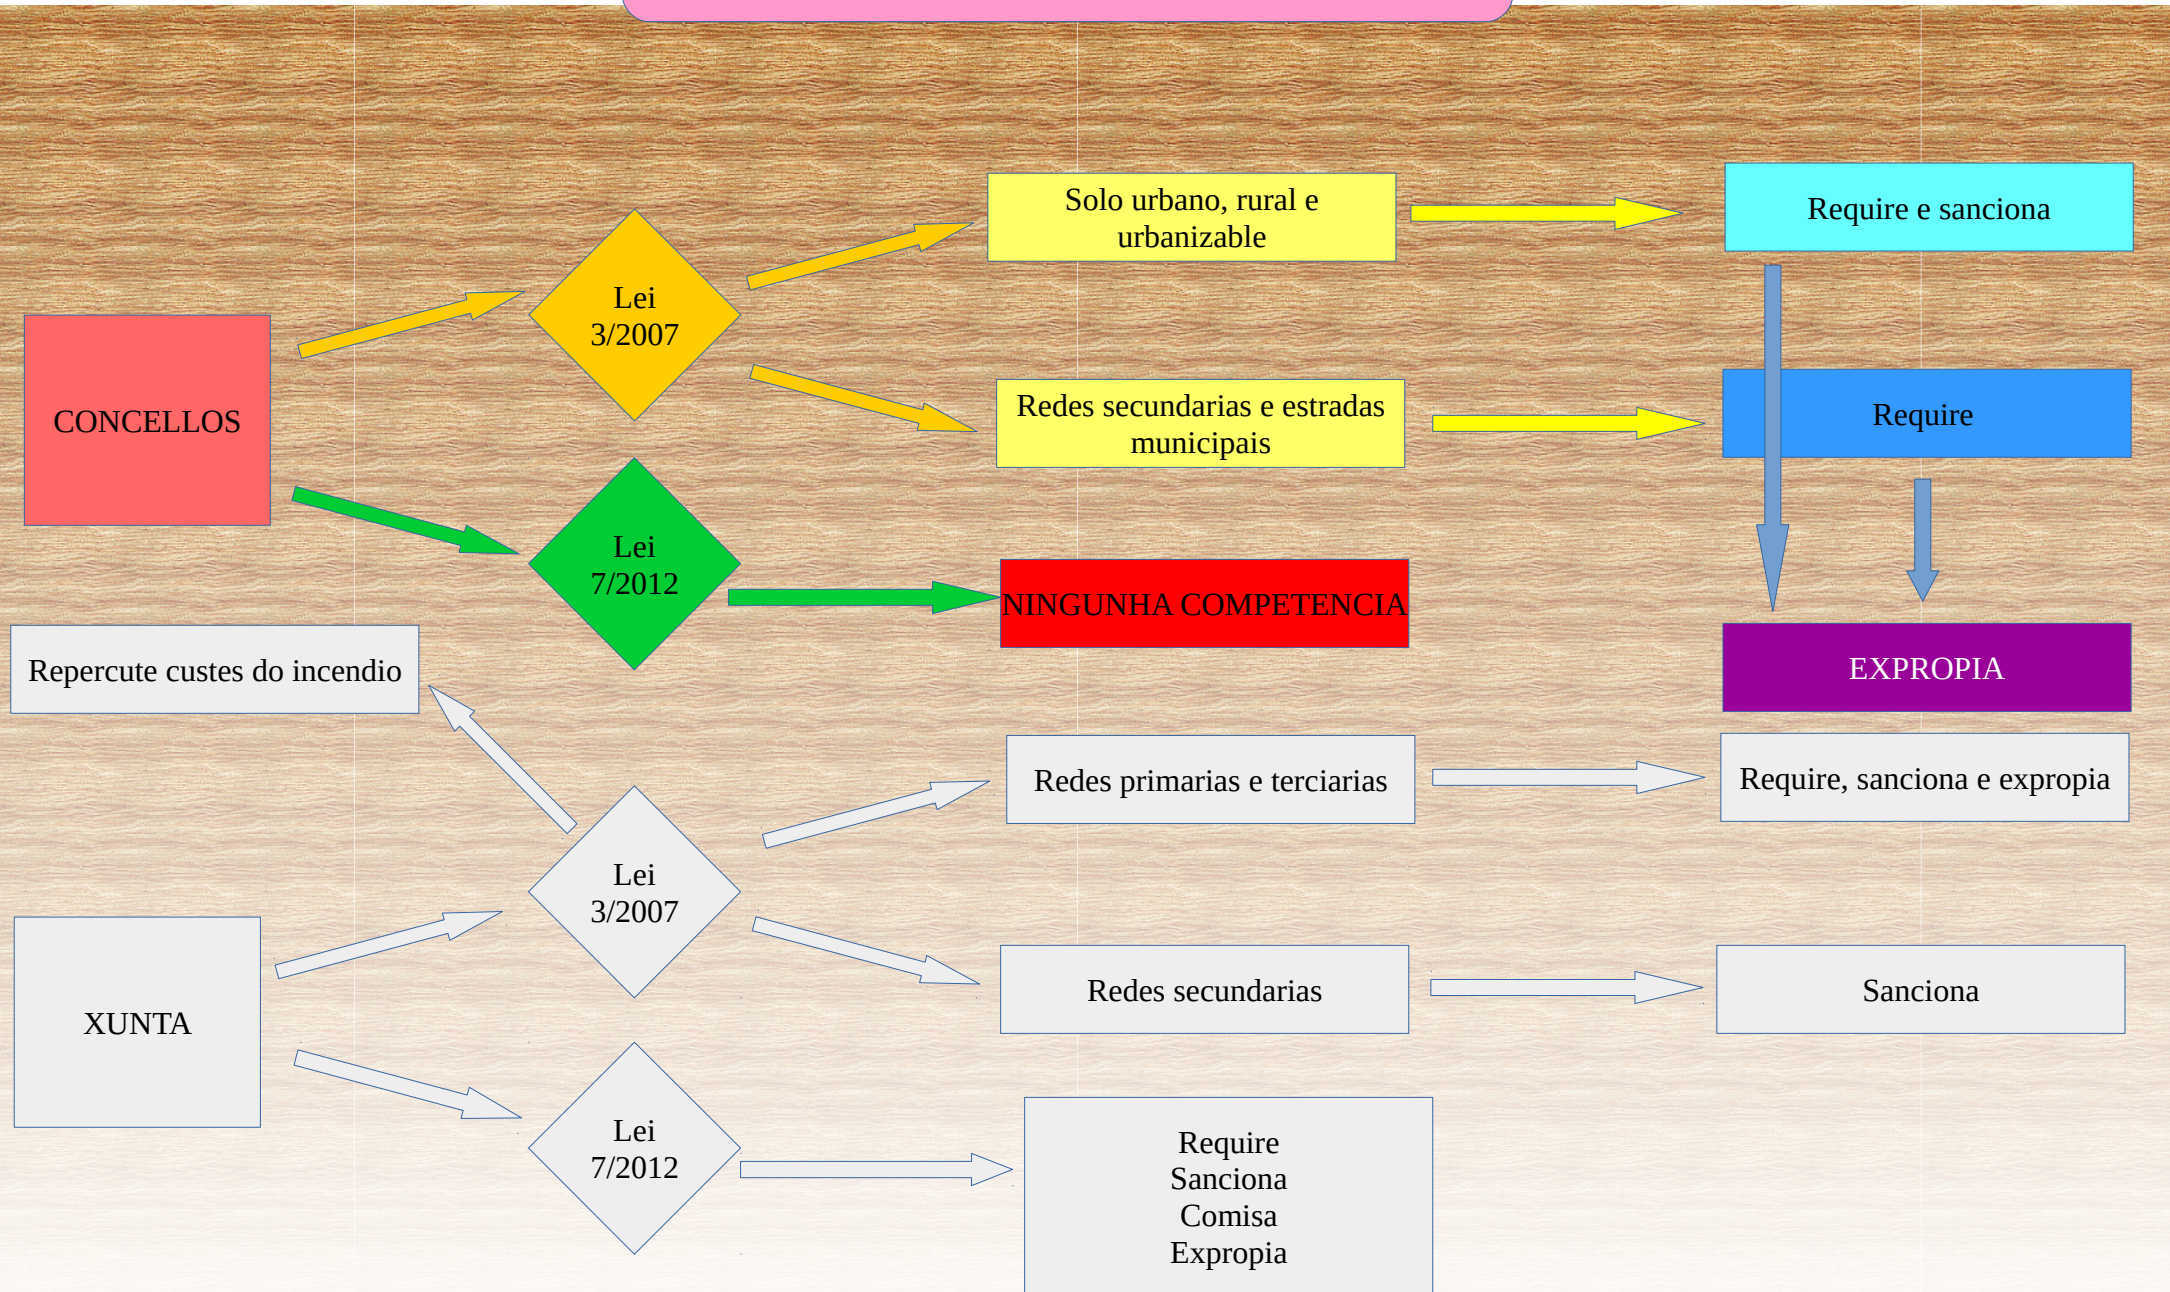 Solo urbano, rural e
urbanizable
Require e sanciona
Lei
3/2007
CONCELLOS
Redes secundarias e estradas
municipais
Require
Lei
7/2012
NINGUNHA COMPETENCIA
Repercute custes do incendio
EXPROPIA
Redes primarias e terciarias
Require, sanciona e expropia
Lei
3/2007
XUNTA
Redes secundarias
Sanciona
Lei
7/2012
Require
Sanciona
Comisa
Expropia